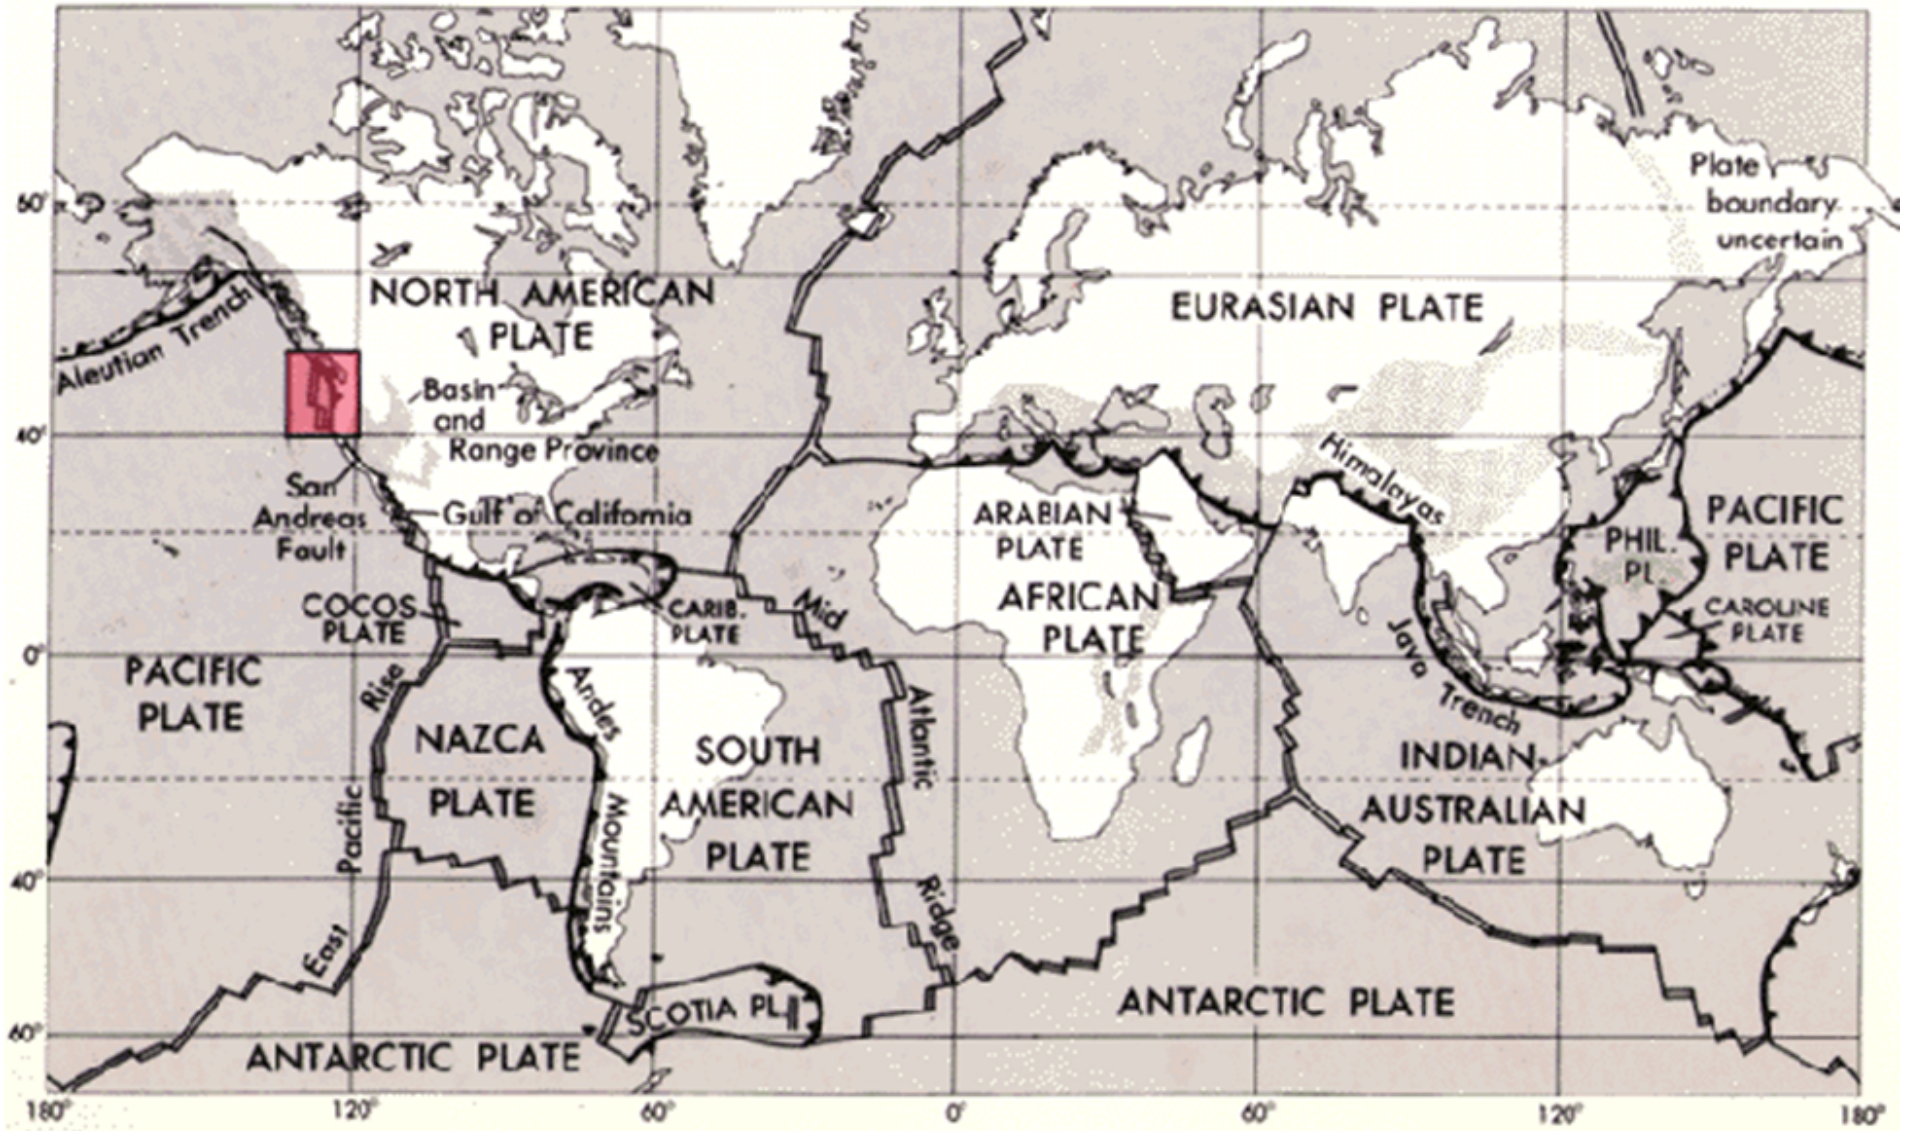 60°
40°
0°
40°
60°
180°
120°
60°
0°
60°
120°
180°
Aleutian Trench
NORTH AMERICAN
PLATE
Basin
and
Range Province
San
Andreas
Fault
Gulf of California
COCOS
PLATE
CARIB.
PLATE
PACIFIC
PLATE
East Pacific Rise
NAZCA
PLATE
Andes Mountains
SOUTH
AMERICAN
PLATE
Mid Atlantic Ridge
SCOTIA PL.
ANTARCTIC PLATE
EURASIAN PLATE
Plate
boundary
uncertain
Himalayas
ARABIAN
PLATE
AFRICAN
PLATE
PHIL.
PL.
PACIFIC
PLATE
CAROLINE
PLATE
Java Trench
INDIAN
AUSTRALIAN
PLATE
ANTARCTIC PLATE